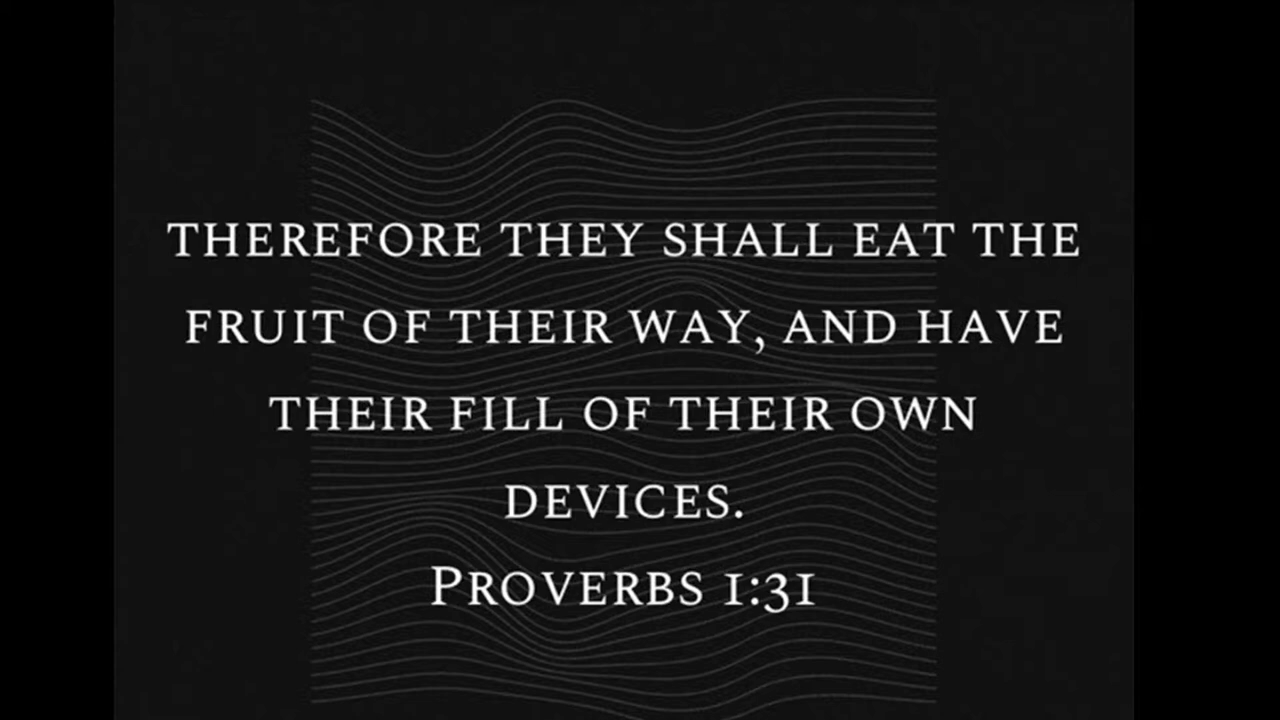 THEREFORE THEY SHALL EAT THE
FRUIT OF THEIR WAY, AND HAVE
THEIR FILL OF THEIR OWN
DEVICES.
PROVERBS 1:31